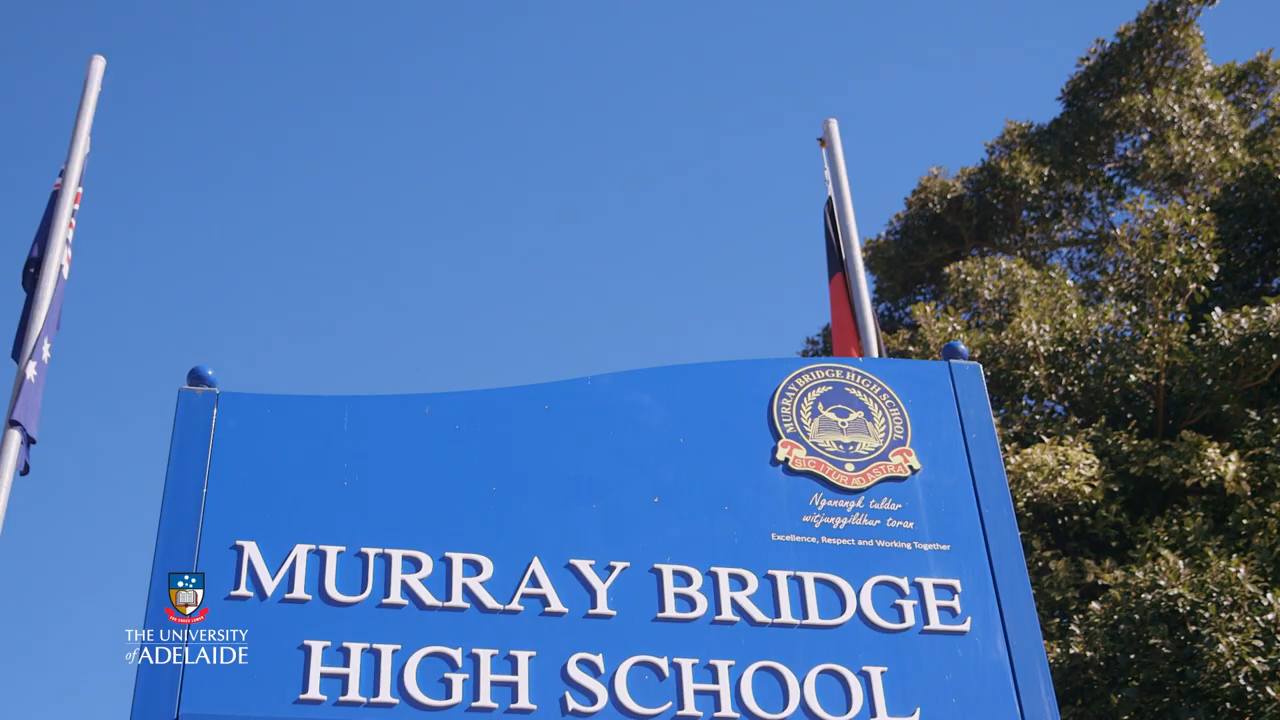 MURRAY BRIDGE HIGH SCHOOL
SIC ITUR AD ASTRA
Nganangk tuldar
witjunggildhur toran
Excellence, Respect and Working Together
MURRAY BRIDGE
HIGH SCHOOL
THE UNIVERSITY
of ADELAIDE